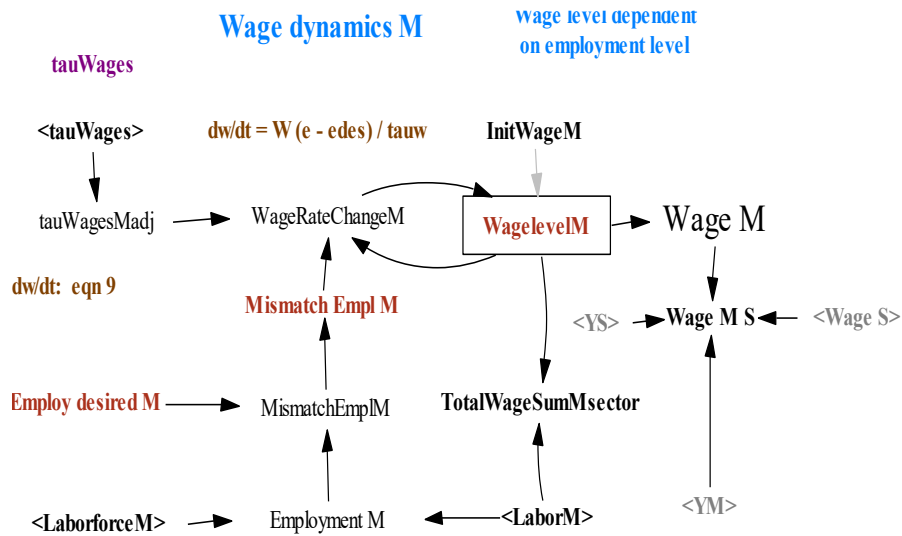 Wage dynamics M
Wage level dependent
on employment level
tauWages
<tauWages>
dw/dt = W (e - edes) / tauw
InitWageM
tauWagesMadj
WageRateChangeM
WagelevelM
Wage M
dw/dt: eqn 9
Mismatch Empl M
<YS>
Wage M S
<Wage S>
Employ desired M
MismatchEmplM
TotalWageSumMsector
<LaborforceM>
Employment M
<LaborM>
<YM>